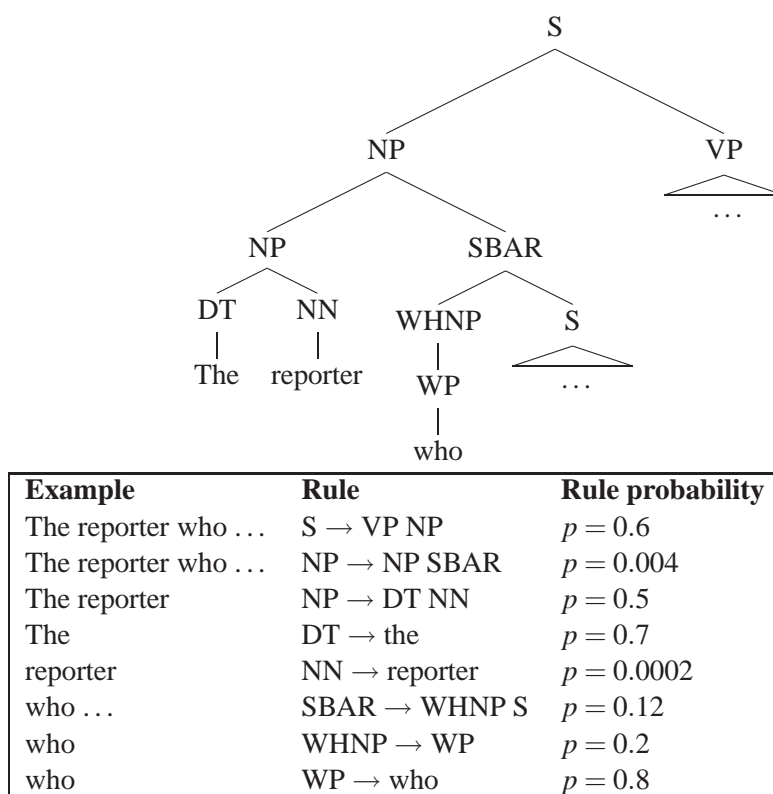 S
NP VP
...
NP SBAR
DT NN WHNP S
The reporter WP ...
who
Example Rule Rule probability
The reporter who ... S → VP NP p = 0.6
The reporter who ... NP → NP SBAR p = 0.004
The reporter NP → DT NN p = 0.5
The DT → the p = 0.7
reporter NN → reporter p = 0.0002
who ... SBAR → WHNP S p = 0.12
who WHNP → WP p = 0.2
who WP → who p = 0.8